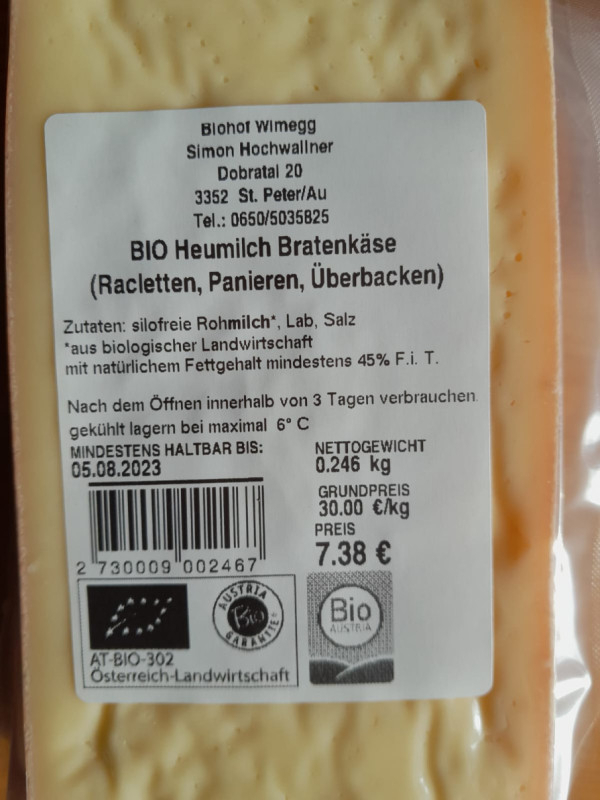 Biohof Wimegg
Simon Hochwallner
Dobratal 20
3352 St. Peter/Au
Tel.: 0650/5035825
BIO Heumilch Bratenkäse
(Racletten, Panieren, Überbacken)
Zutaten: silofreie Rohmilch*, Lab, Salz
*aus biologischer Landwirtschaft
mit natürlichem Fettgehalt mindestens 45% F.i. T.
Nach dem Öffnen innerhalb von 3 Tagen verbrauchen.
gekühlt lagern bei maximal 6° C
MINDESTENS HALTBAR BIS:
05.08.2023
NETTOGEWICHT
0.246 kg
GRUNDPREIS
30.00 €/kg
PREIS
7.38 €
2 730009 002467
AUSTRIA
BIO
GARANTIE
AT-BIO-302
Österreich-Landwirtschaft
Bio
AUSTRIA